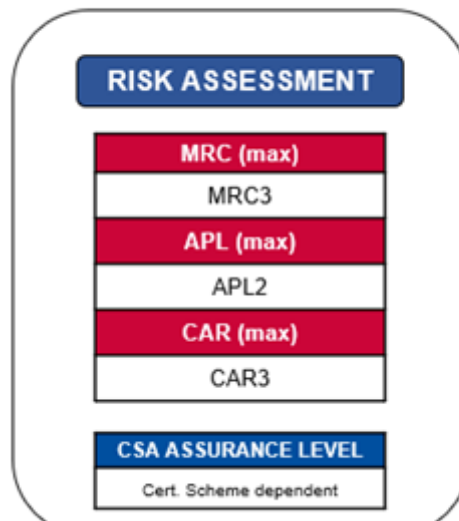 RISK ASSESSMENT
MRC (max)
MRC3
APL (max)
APL2
CAR (max)
CAR3
CSA ASSURANCE LEVEL
Cert. Scheme dependent